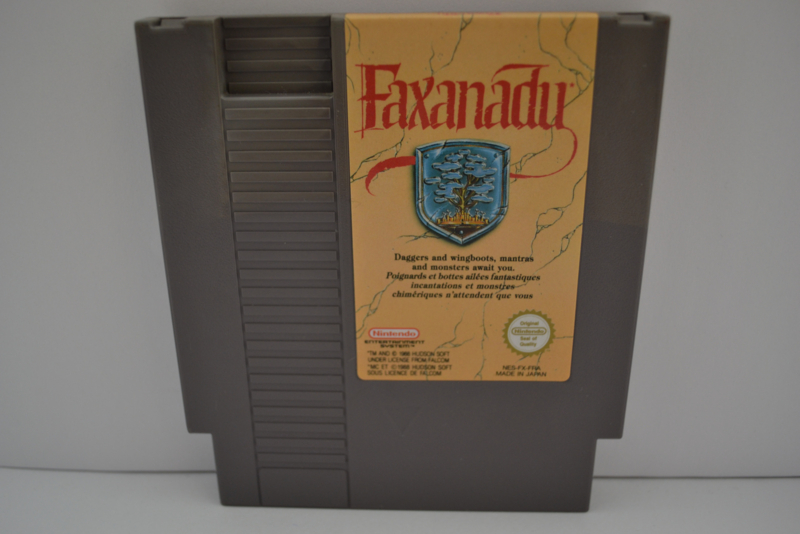 Faxanadu
Daggers and wingboots, mantras
and monsters await you.
Poignards et bottes ailées fantastiques
incantations et monstres
chimériques n'attendent que vous
Nintendo
ENTERTAINMENT
SYSTEM™
Original
Nintendo
Seal of
Quality
™TM AND © 1988 HUDSON SOFT
UNDER LICENSE FROM FALCOM
*MC ET © 1988 HUDSON SOFT
SOUS LICENCE DE FALCOM
NES-FX-FRA
MADE IN JAPAN